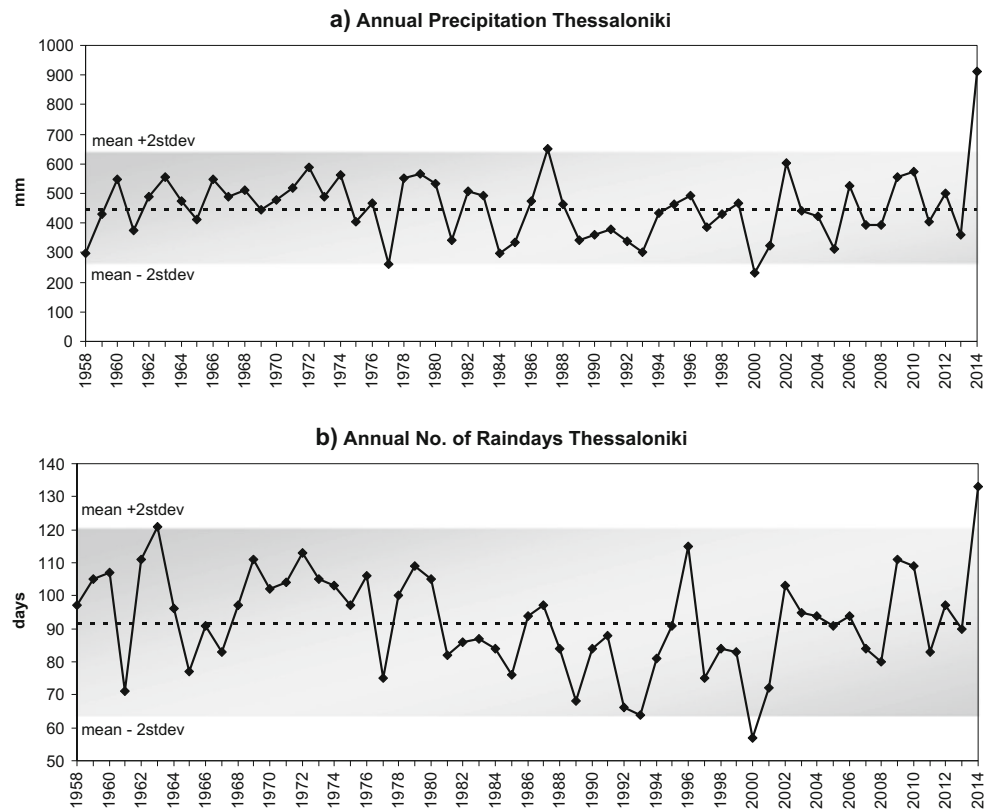 a) Annual Precipitation Thessaloniki
1000
900
800
700
600
500
400
300
200
100
0
mm
mean +2stdev
mean - 2stdev
1958 1960 1962 1964 1966 1968 1970 1972 1974 1976 1978 1980 1982 1984 1986 1988 1990 1992 1994 1996 1998 2000 2002 2004 2006 2008 2010 2012 2014
b) Annual No. of Raindays Thessaloniki
140
130
120
110
100
90
80
70
60
50
days
mean +2stdev
mean - 2stdev
1958 1960 1962 1964 1966 1968 1970 1972 1974 1976 1978 1980 1982 1984 1986 1988 1990 1992 1994 1996 1998 2000 2002 2004 2006 2008 2010 2012 2014